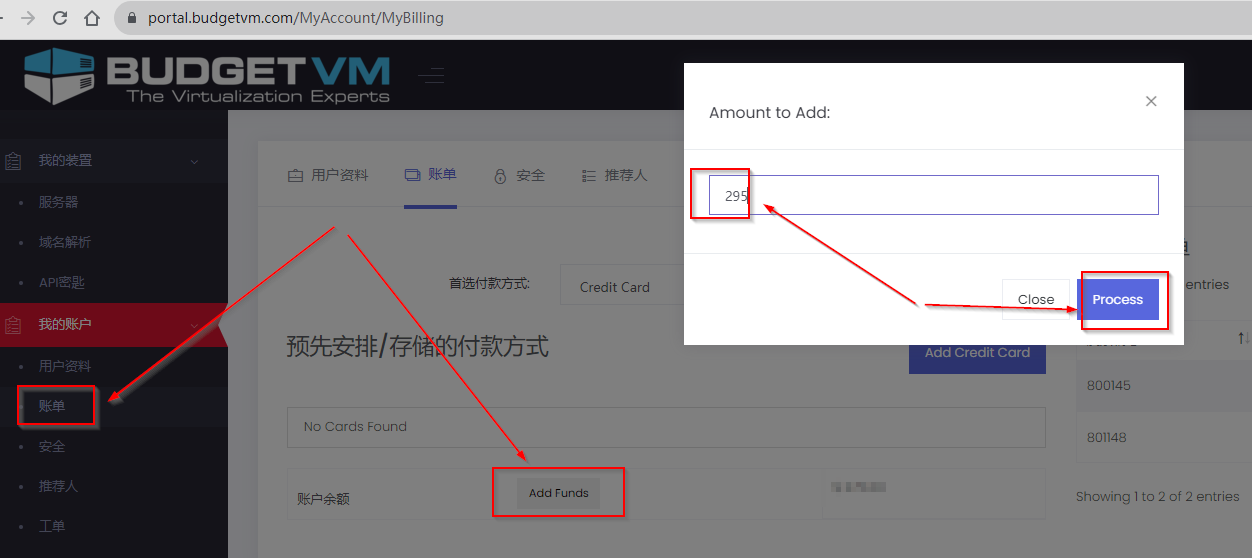 portal.budgetvm.com/MyAccount/MyBilling
BUDGETVM
The Virtualization Experts
我的装置
服务器
域名解析
API密匙
我的账户
用户资料
账单
安全
推荐人
工单
用户资料
账单
安全
推荐人
首选付款方式:
Credit Card
预先安排/存储的付款方式
Add Credit Card
No Cards Found
账户余额
Add Funds
Amount to Add:
×
295
Close
Process
entries
800145
801148
Showing 1 to 2 of 2 entries